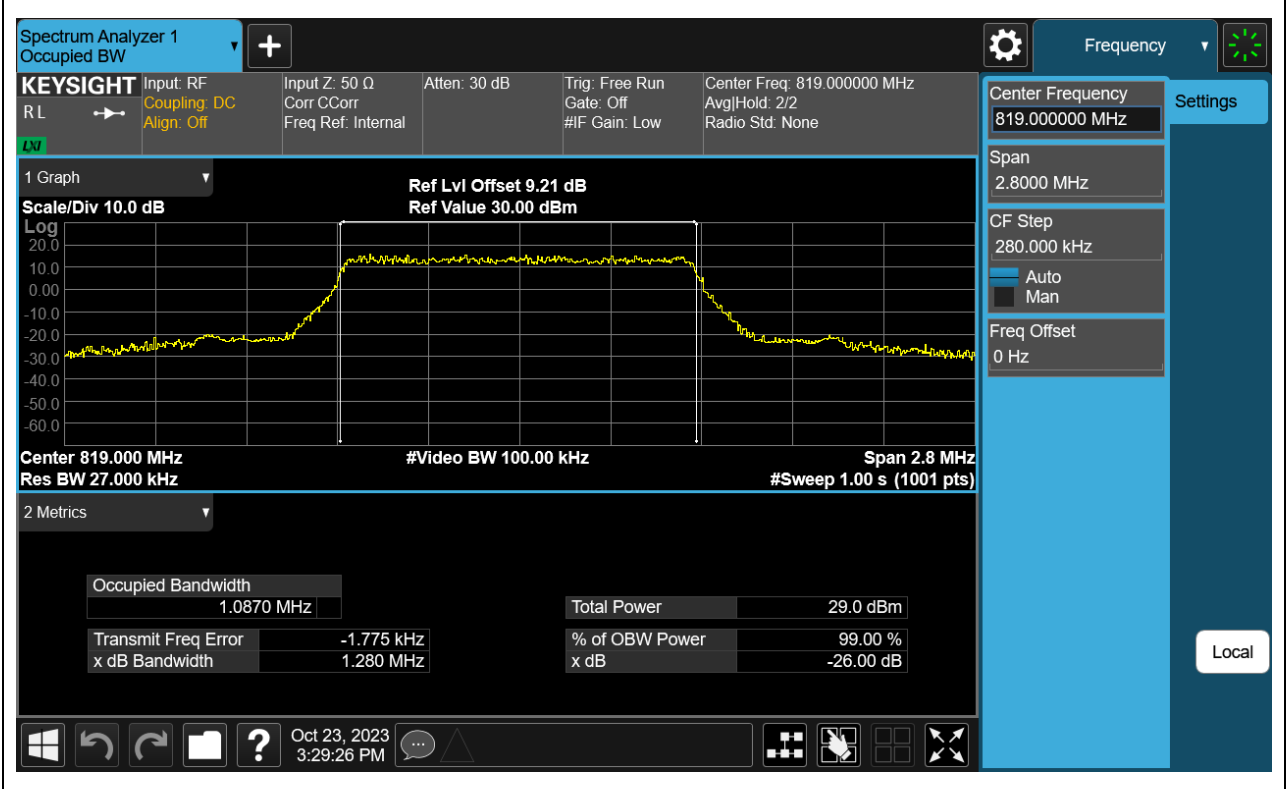 Spectrum Analyzer 1
Occupied BW
Frequency
KEYSIGHT
R L
LXI
Input: RF
Coupling: DC
Align: Off
Input Z: 50 Ω
Corr CCorr
Freq Ref: Internal
Atten: 30 dB
Trig: Free Run
Gate: Off
#IF Gain: Low
Center Freq: 819.000000 MHz
Avg|Hold: 2/2
Radio Std: None
Center Frequency
819.000000 MHz
Settings
Span
2.8000 MHz
CF Step
280.000 kHz
Auto
Man
Freq Offset
0 Hz
Local
1 Graph
Scale/Div 10.0 dB
Ref Lvl Offset 9.21 dB
Ref Value 30.00 dBm
Log
20.0
10.0
0.00
-10.0
-20.0
-30.0
-40.0
-50.0
-60.0
Center 819.000 MHz
#Video BW 100.00 kHz
Span 2.8 MHz
Res BW 27.000 kHz
#Sweep 1.00 s (1001 pts)
2 Metrics
Occupied Bandwidth
1.0870 MHz
Total Power 29.0 dBm
Transmit Freq Error -1.775 kHz
% of OBW Power 99.00 %
x dB Bandwidth 1.280 MHz
x dB -26.00 dB
Oct 23, 2023
3:29:26 PM